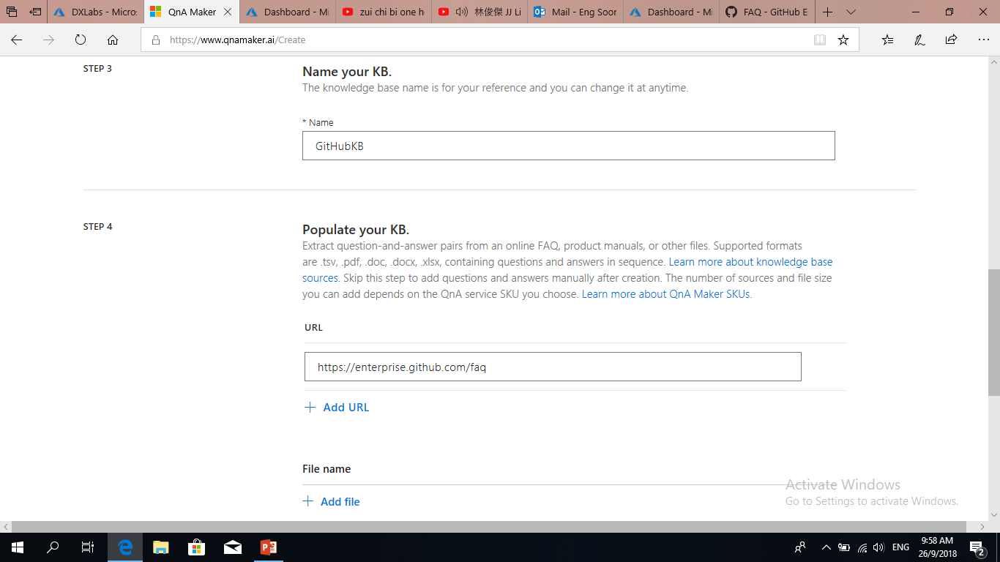 DXLabs - Micros
QnA Maker
Dashboard - Mi
zui chi bi one h
林俊傑 JJ Li
Mail - Eng Soor
Dashboard - Mi
FAQ - GitHub E
https://www.qnamaker.ai/Create
STEP 3
Name your KB.
The knowledge base name is for your reference and you can change it at anytime.
* Name
GitHubKB
STEP 4
Populate your KB.
Extract question-and-answer pairs from an online FAQ, product manuals, or other files. Supported formats
are .tsv, .pdf, .doc, .docx, .xlsx, containing questions and answers in sequence. Learn more about knowledge base
sources. Skip this step to add questions and answers manually after creation. The number of sources and file size
you can add depends on the QnA service SKU you choose. Learn more about QnA Maker SKUs.
URL
https://enterprise.github.com/faq
Add URL
File name
Add file
Activate Windows
Go to Settings to activate Windows.
ENG
9:58 AM
26/9/2018
2